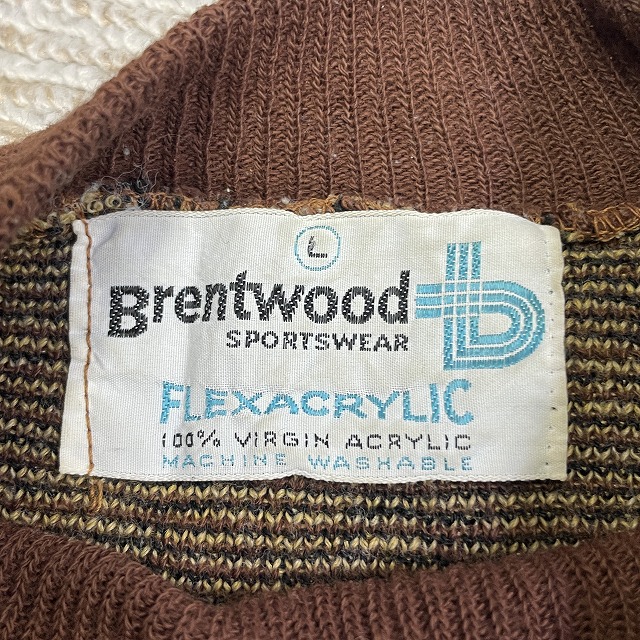 L
Brentwood
SPORTSWEAR
FLEXACRYLIC
100% VIRGIN ACRYLIC
MACHINE WASHABLE